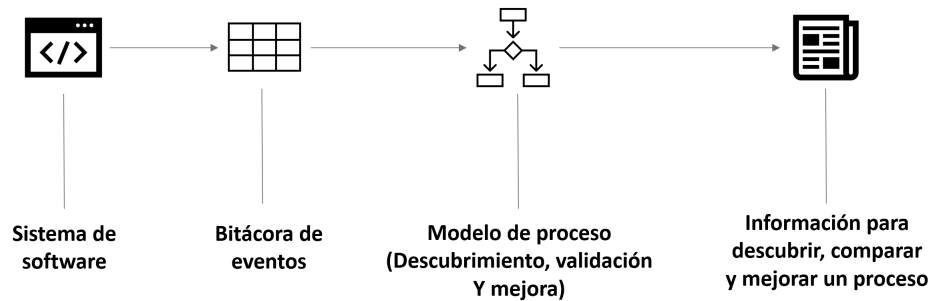 </>
Sistema de
software
Bitácora de
eventos
Modelo de proceso
(Descubrimiento, validación
Y mejora)
Información para
descubrir, comparar
y mejorar un proceso